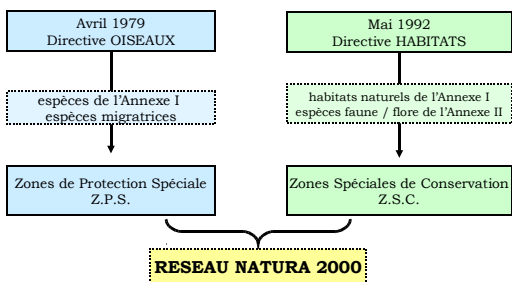 Avril 1979
Directive OISEAUX
Mai 1992
Directive HABITATS
espèces de l'Annexe I
espèces migratrices
habitats naturels de l'Annexe I
espèces faune / flore de l'Annexe II
Zones de Protection Spéciale
Z.P.S.
Zones Spéciales de Conservation
Z.S.C.
RESEAU NATURA 2000